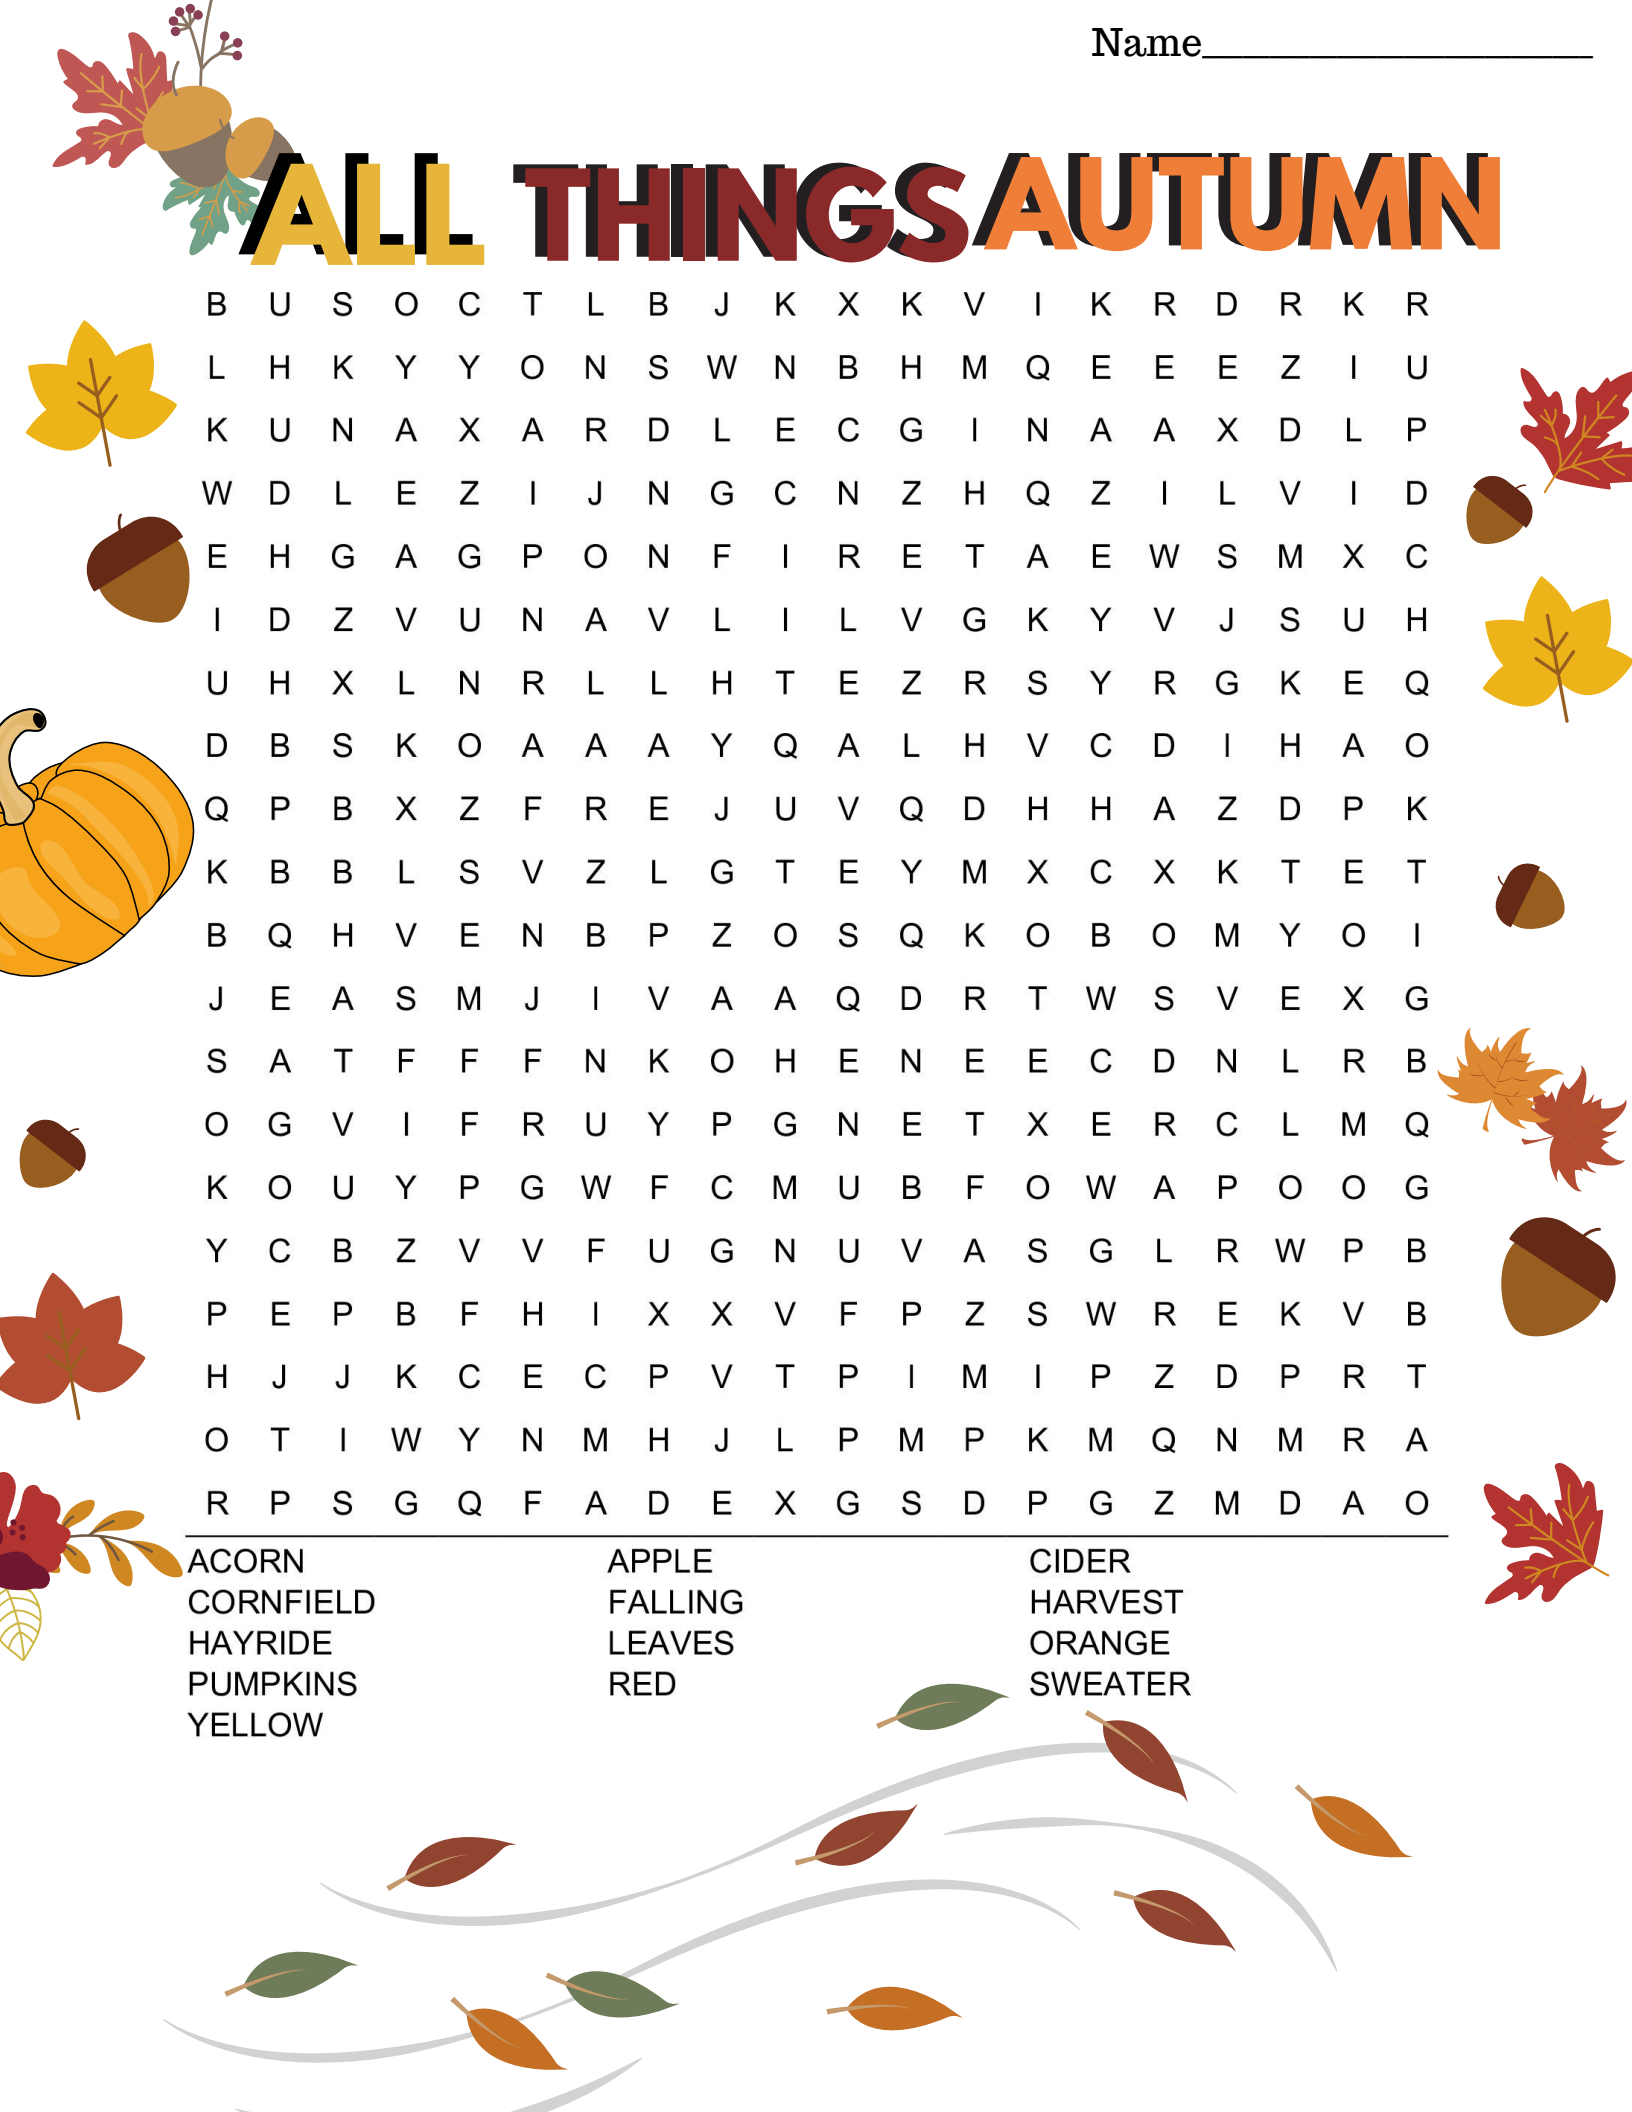 Name____________________
ALL THINGS AUTUMN
B U S O C T L B J K X K V I K R D R K R
L H K Y Y O N S W N B H M Q E E E Z I U
K U N A X A R D L E C G I N A A X D L P
W D L E Z I J N G C N Z H Q Z I L V I D
E H G A G P O N F I R E T A E W S M X C
I D Z V U N A V L I L V G K Y V J S U H
U H X L N R L L H T E Z R S Y R G K E Q
D B S K O A A A Y Q A L H V C D I H A O
Q P B X Z F R E J U V Q D H H A Z D P K
K B B L S V Z L G T E Y M X C X K T E T
B Q H V E N B P Z O S Q K O B O M Y O I
J E A S M J I V A A Q D R T W S V E X G
S A T F F F N K O H E N E E C D N L R B
O G V I F R U Y P G N E T X E R C L M Q
K O U Y P G W F C M U B F O W A P O O G
Y C B Z V V F U G N U V A S G L R W P B
P E P B F H I X X V F P Z S W R E K V B
H J J K C E C P V T P I M I P Z D P R T
O T I W Y N M H J L P M P K M Q N M R A
R P S G Q F A D E X G S D P G Z M D A O
ACORN APPLE CIDER
CORNFIELD FALLING HARVEST
HAYRIDE LEAVES ORANGE
PUMPKINS RED SWEATER
YELLOW